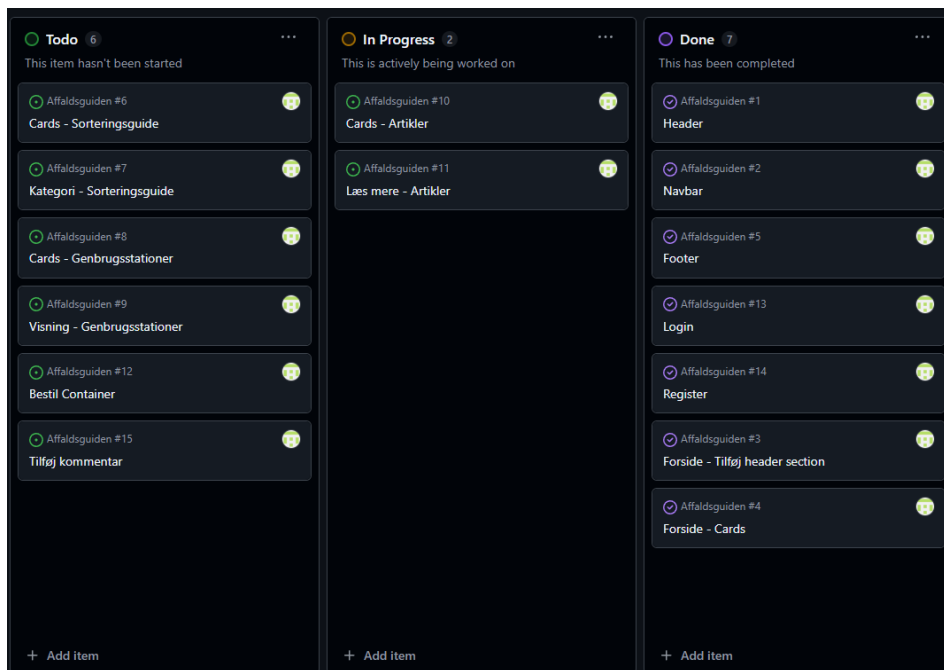 Todo 6
This item hasn't been started
Affaldsguiden #6
Cards - Sorteringsguide
Affaldsguiden #7
Kategori - Sorteringsguide
Affaldsguiden #8
Cards - Genbrugsstationer
Affaldsguiden #9
Visning - Genbrugsstationer
Affaldsguiden #12
Bestil Container
Affaldsguiden #15
Tilføj kommentar
+ Add item
In Progress 2
This is actively being worked on
Affaldsguiden #10
Cards - Artikler
Affaldsguiden #11
Læs mere - Artikler
+ Add item
Done 7
This has been completed
Affaldsguiden #1
Header
Affaldsguiden #2
Navbar
Affaldsguiden #5
Footer
Affaldsguiden #13
Login
Affaldsguiden #14
Register
Affaldsguiden #3
Forside - Tilføj header section
Affaldsguiden #4
Forside - Cards
+ Add item